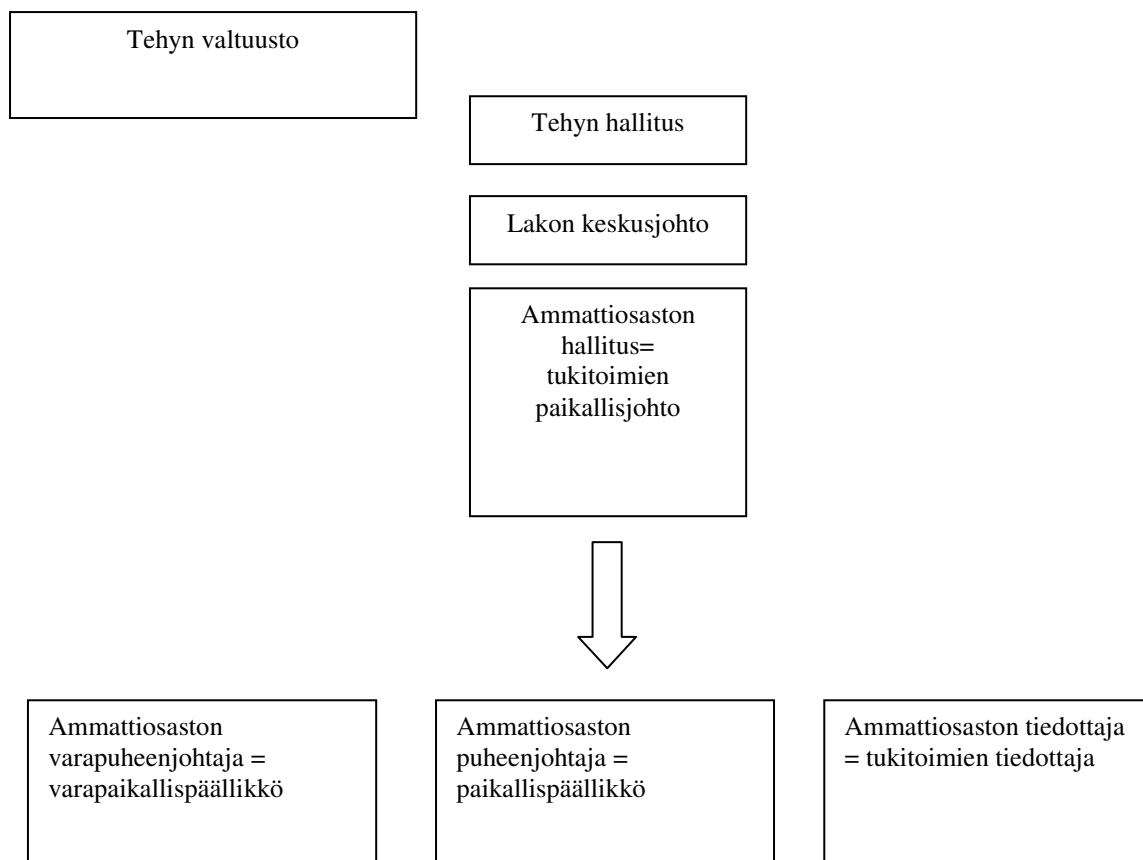 Tehyn valtuusto
Tehyn hallitus
Lakon keskusjohto
Ammattiosaston
hallitus=
tukitoimien
paikallisjohto
Ammattiosaston
varapuheenjohtaja =
varapaikallispäällikkö
Ammattiosaston
puheenjohtaja =
paikallispäällikkö
Ammattiosaston tiedottaja
= tukitoimien tiedottaja